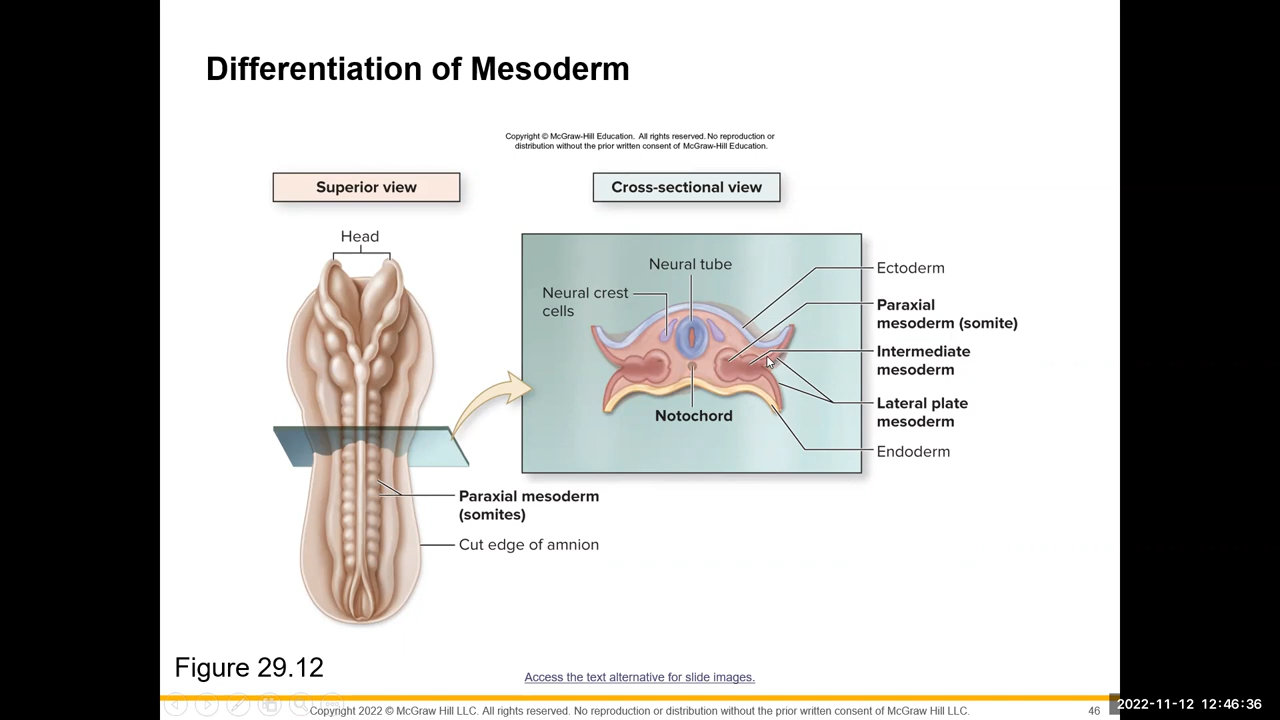 Differentiation of Mesoderm
Copyright © McGraw-Hill Education. All rights reserved. No reproduction or
distribution without the prior written consent of McGraw-Hill Education.
Superior view
Cross-sectional view
Head
Neural tube
Neural crest
cells
Notochord
Ectoderm
Paraxial
mesoderm (somite)
Intermediate
mesoderm
Lateral plate
mesoderm
Endoderm
Paraxial mesoderm
(somites)
Cut edge of amnion
Figure 29.12
Access the text alternative for slide images.
Copyright 2022 © McGraw Hill LLC. All rights reserved. No reproduction or distribution without the prior written consent of McGraw Hill LLC.
46
2022-11-12 12:46:36